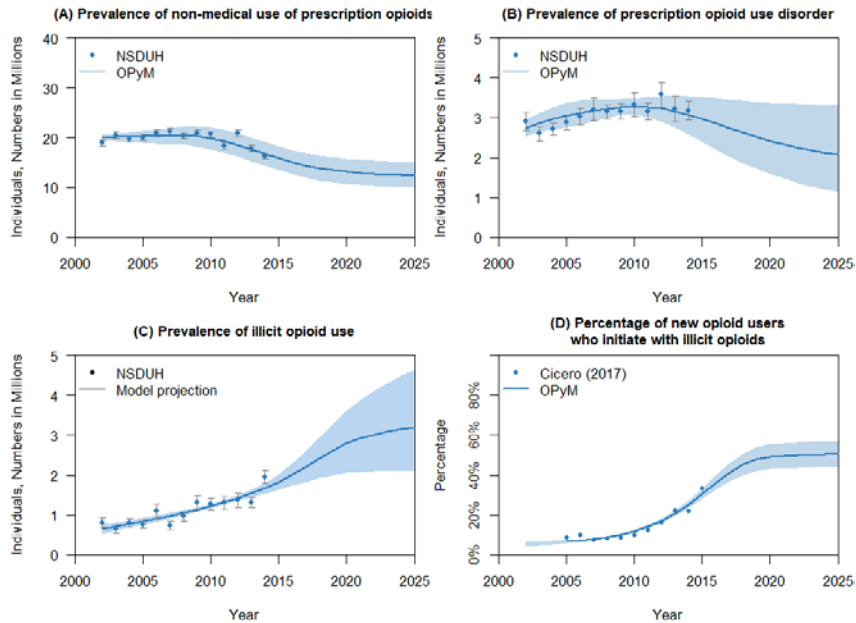 (A) Prevalence of non-medical use of prescription opioids
NSDUH
OPyM
Individuals, Numbers in Millions
40
30
20
10
0
2000 2005 2010 2015 2020 2025
Year
(B) Prevalence of prescription opioid use disorder
NSDUH
OPyM
Individuals, Numbers in Millions
5
4
3
2
1
0
2000 2005 2010 2015 2020 2025
Year
(C) Prevalence of illicit opioid use
NSDUH
Model projection
Individuals, Numbers in Millions
5
4
3
2
1
0
2000 2005 2010 2015 2020 2025
Year
(D) Percentage of new opioid users
who initiate with illicit opioids
Cicero (2017)
OPyM
Percentage
80%
60%
40%
20%
0%
2000 2005 2010 2015 2020 2025
Year